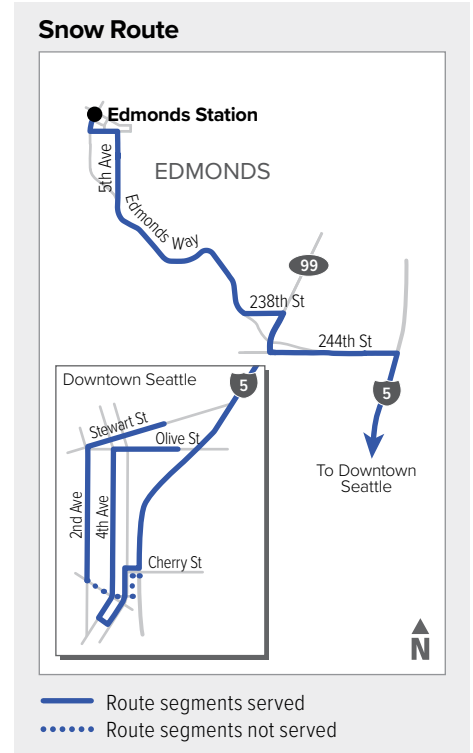 Snow Route
Edmonds Station
5th Ave
EDMONDS
Edmonds Way
99
238th St
244th St
5
To Downtown
Seattle
Downtown Seattle
5
Stewart St
Olive St
2nd Ave
4th Ave
Cherry St
N
Route segments served
Route segments not served